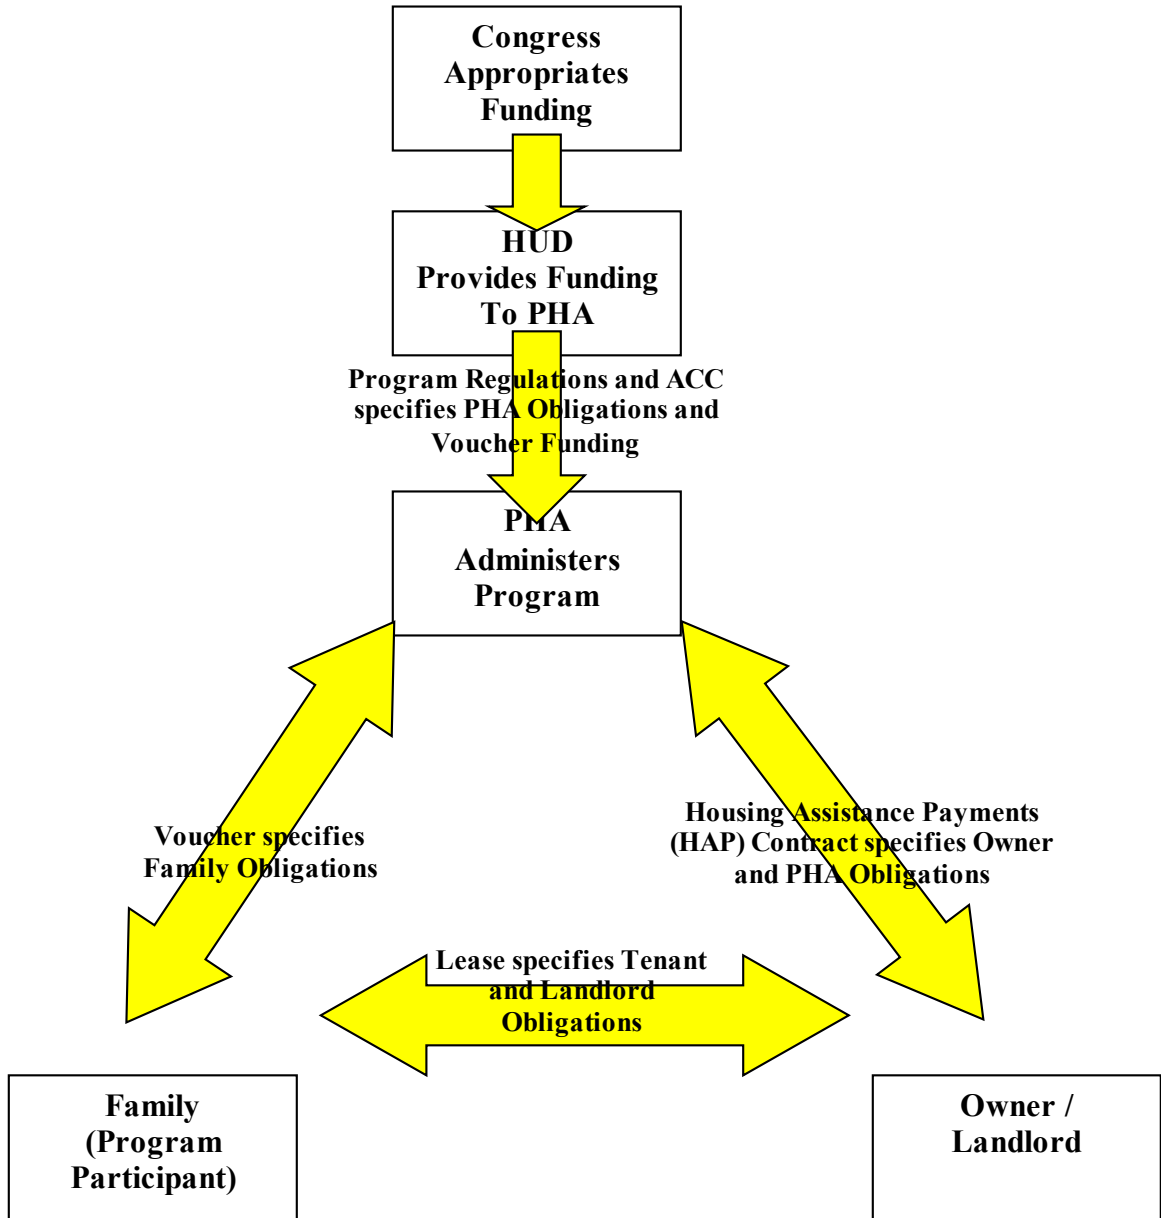 Congress
Appropriates
Funding
HUD
Provides Funding
To PHA
Program Regulations and ACC
specifies PHA Obligations and
Voucher Funding
PHA
Administers
Program
Voucher specifies
Family Obligations
Housing Assistance Payments
(HAP) Contract specifies Owner
and PHA Obligations
Lease specifies Tenant
and Landlord
Obligations
Family
(Program
Participant)
Owner /
Landlord